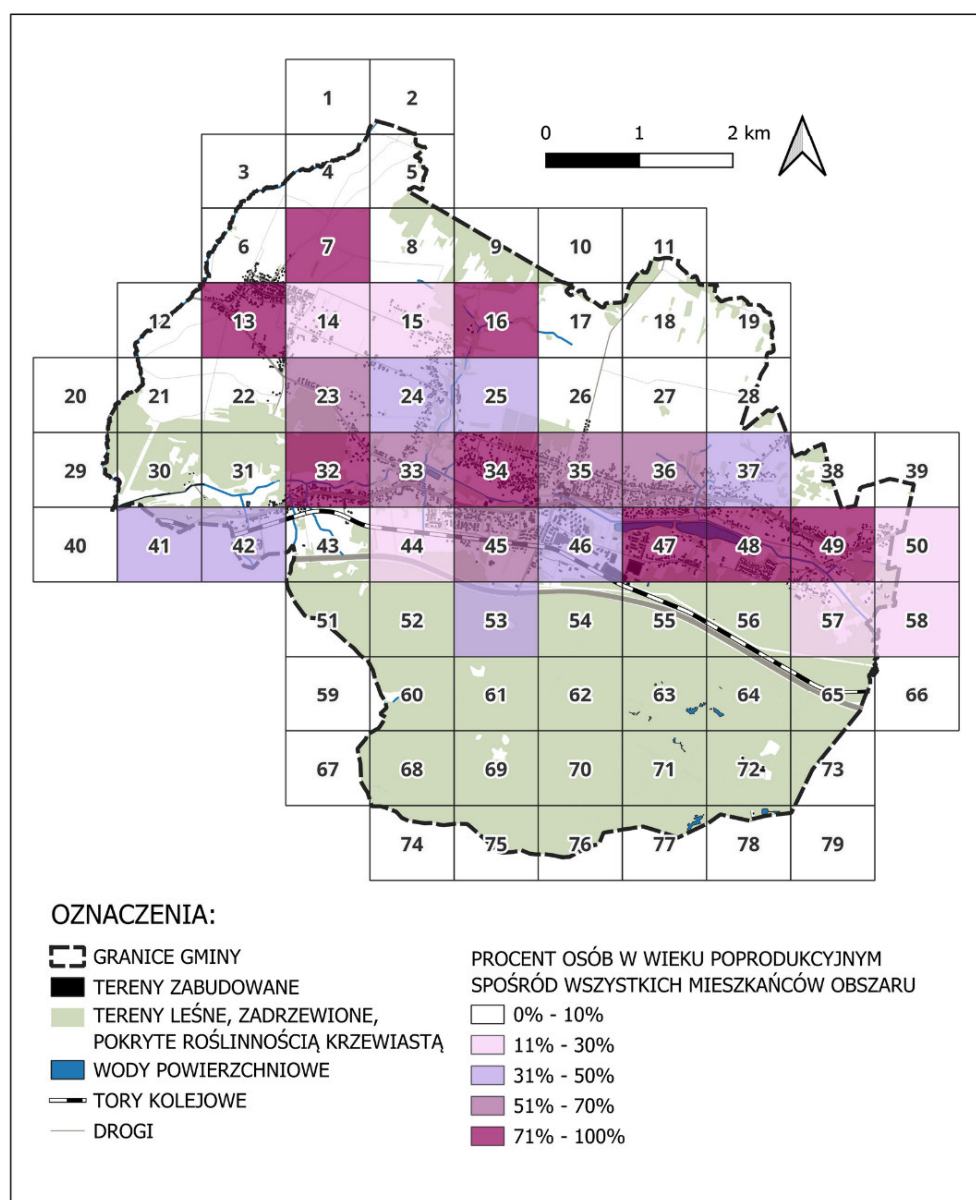 1 2
0 1 2 km
3 4 5
6 7 8 9 10 11
12 13 14 15 16 17 18 19
20 21 22 23 24 25 26 27 28
29 30 31 32 33 34 35 36 37 38 39
40 41 42 43 44 45 46 47 48 49 50
51 52 53 54 55 56 57 58
59 60 61 62 63 64 65 66
67 68 69 70 71 72 73
74 75 76 77 78 79
OZNACZENIA:
GRANICE GMINY
TERENY ZABUDOWANE
TERENY LEŚNE, ZADRZEWIONE,
POKRYTE ROŚLINNOŚCIĄ KRZEWIASTĄ
WODY POWIERZCHNIOWE
TORY KOLEJOWE
DROGI
PROCENT OSÓB W WIEKU POPRODUKCYJNYM
SPOŚRÓD WSZYSTKICH MIESZKAŃCÓW OBSZARU
0% - 10%
11% - 30%
31% - 50%
51% - 70%
71% - 100%